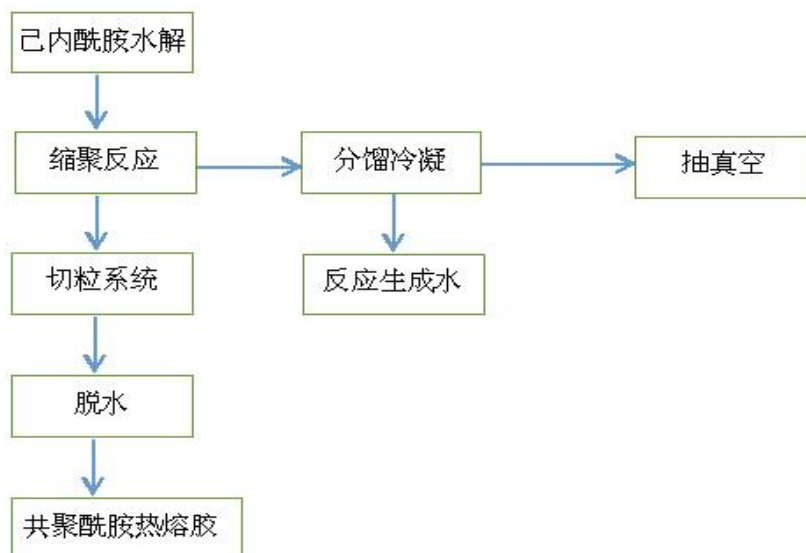 己内酰胺水解
缩聚反应
分馏冷凝
抽真空
切粒系统
反应生成水
脱水
共聚酰胺热熔胶